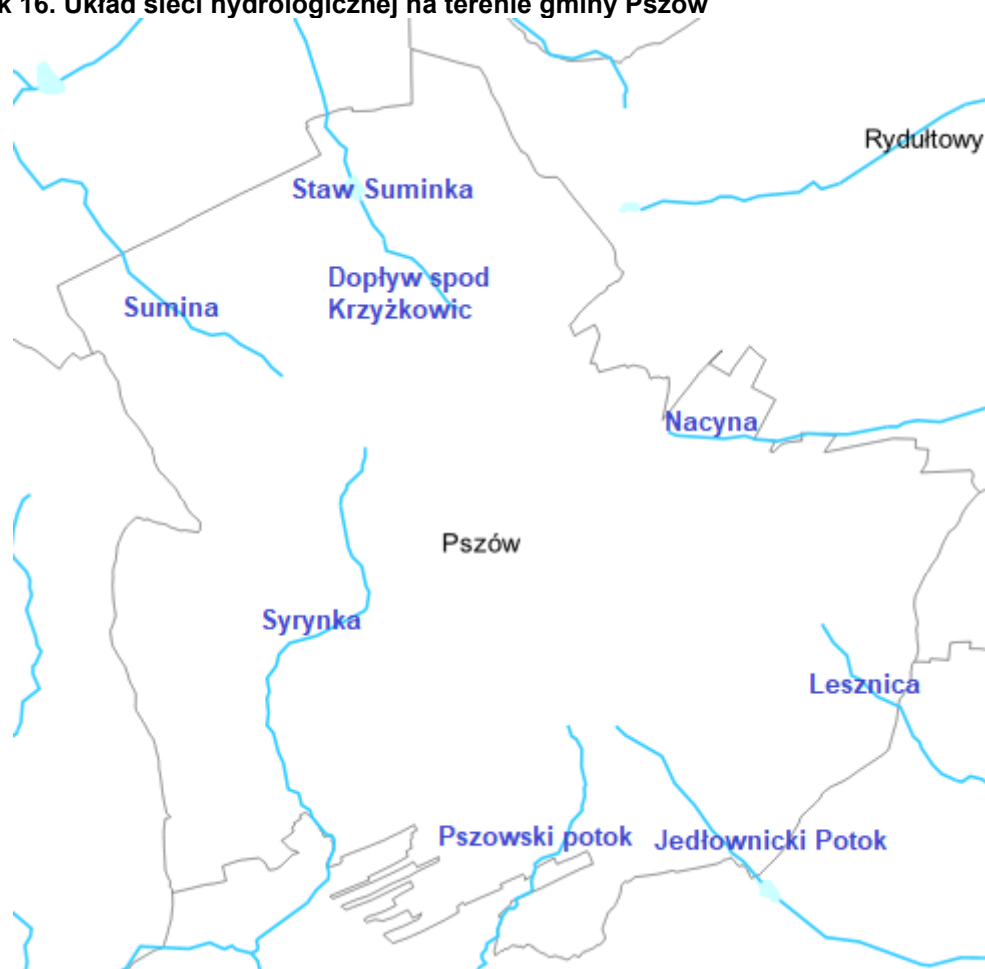 k 16. Układ sieci hydrologicznej na terenie gminy Pszów
Rydułtowy
Staw Suminka
Dopływ spod
Krzyżkowic
Sumina
Nacyna
Pszów
Syrynka
Lesznica
Pszowski potok
Jedłownicki Potok